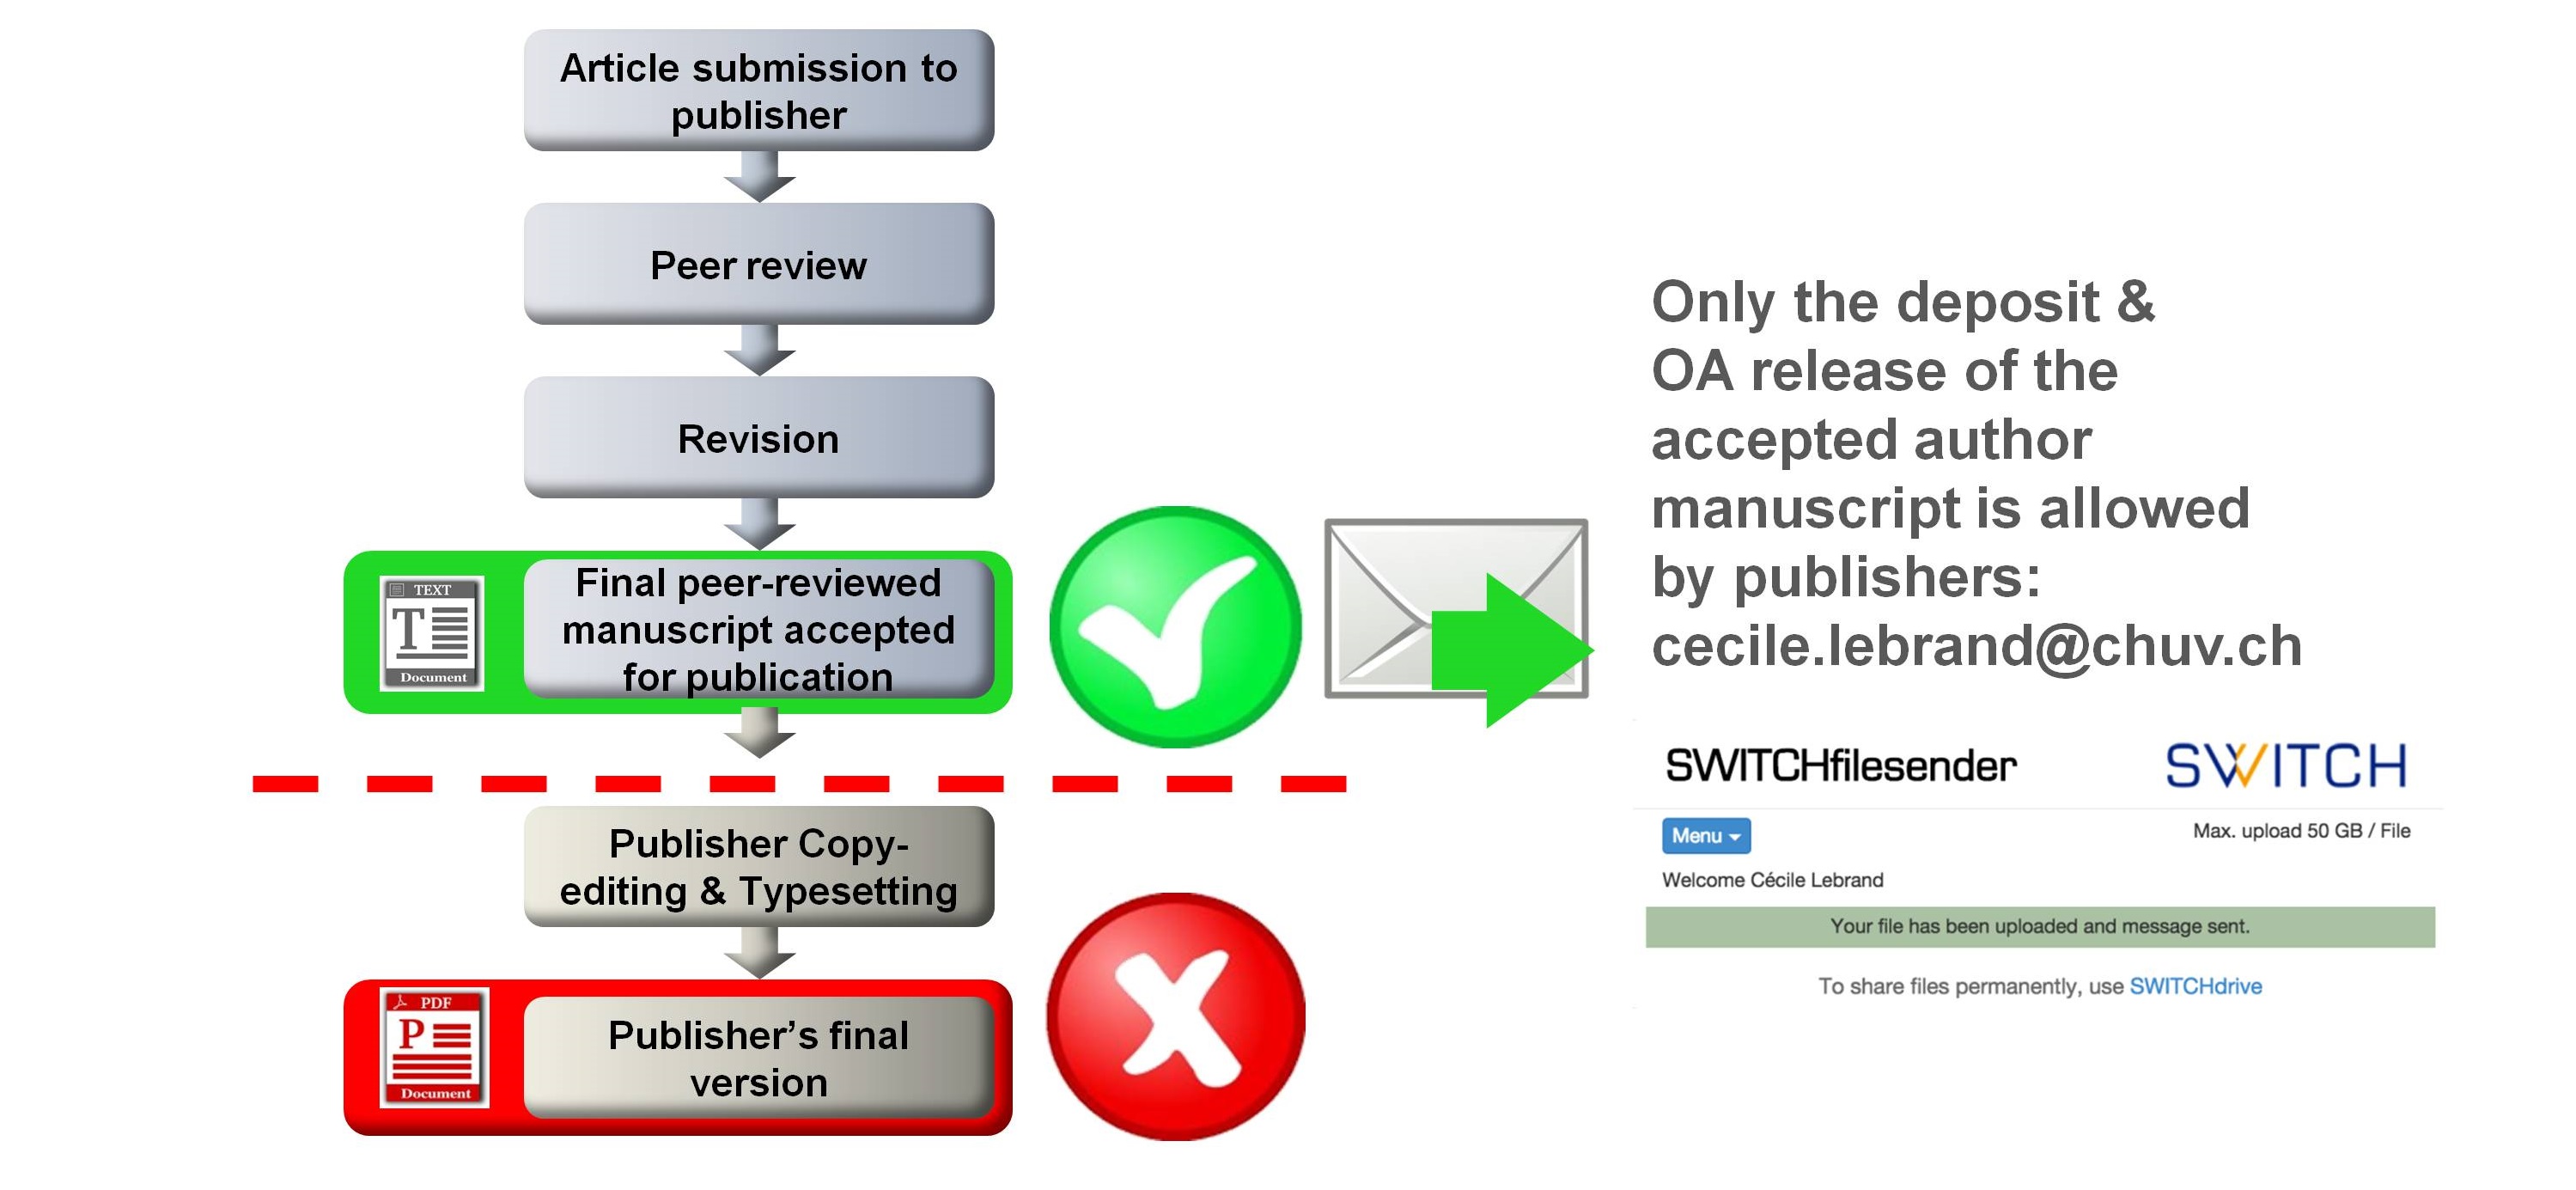 Article submission to
publisher
Peer review
Revision
TEXT
T
Document
Final peer-reviewed
manuscript accepted
for publication
Publisher Copy-
editing & Typesetting
PDF
P
Document
Publisher’s final
version
Only the deposit &
OA release of the
accepted author
manuscript is allowed
by publishers:
cecile.lebrand@chuv.ch
SWITCHfilesender
SWITCH
Menu
Max. upload 50 GB / File
Welcome Cécile Lebrand
Your file has been uploaded and message sent.
To share files permanently, use SWITCHdrive